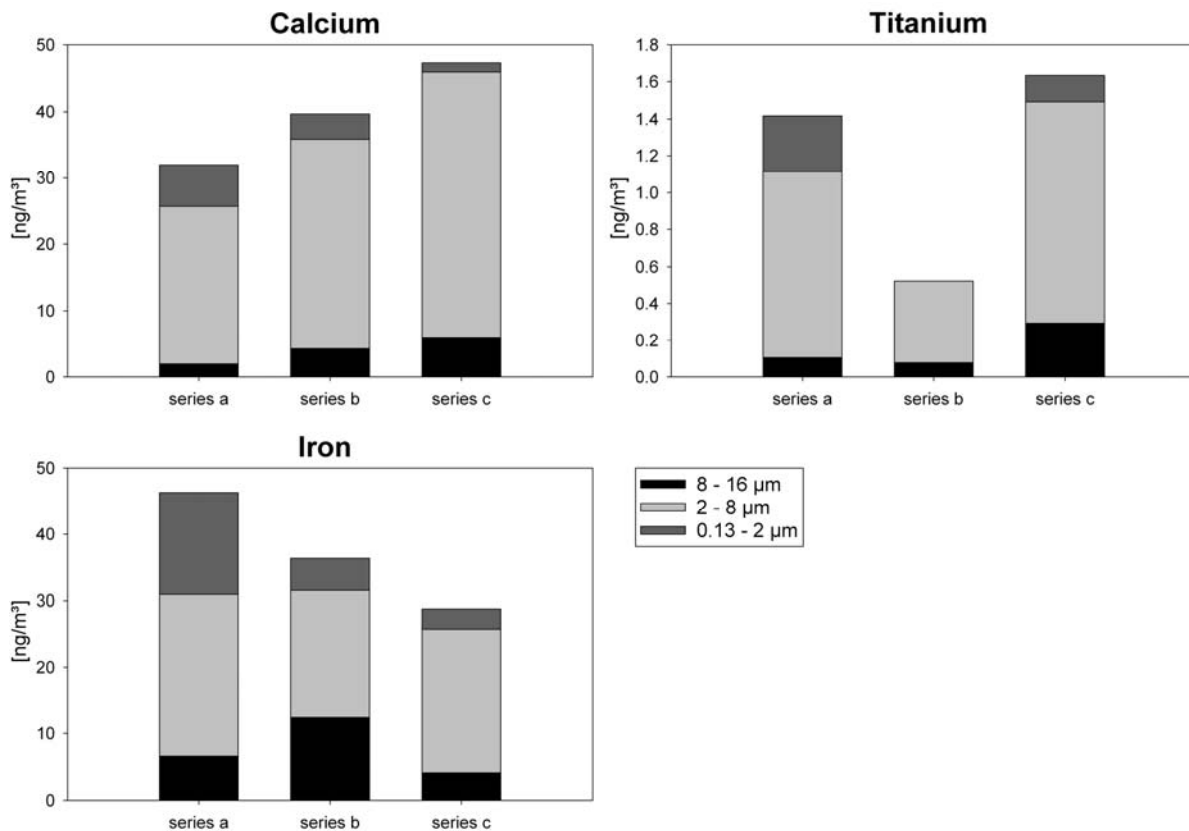 Calcium
50
40
30
20
10
0
[ng/m³]
series a series b series c
Titanium
1.8
1.6
1.4
1.2
1.0
0.8
0.6
0.4
0.2
0.0
[ng/m³]
series a series b series c
Iron
50
40
30
20
10
0
[ng/m³]
series a series b series c
8 - 16 µm
2 - 8 µm
0.13 - 2 µm